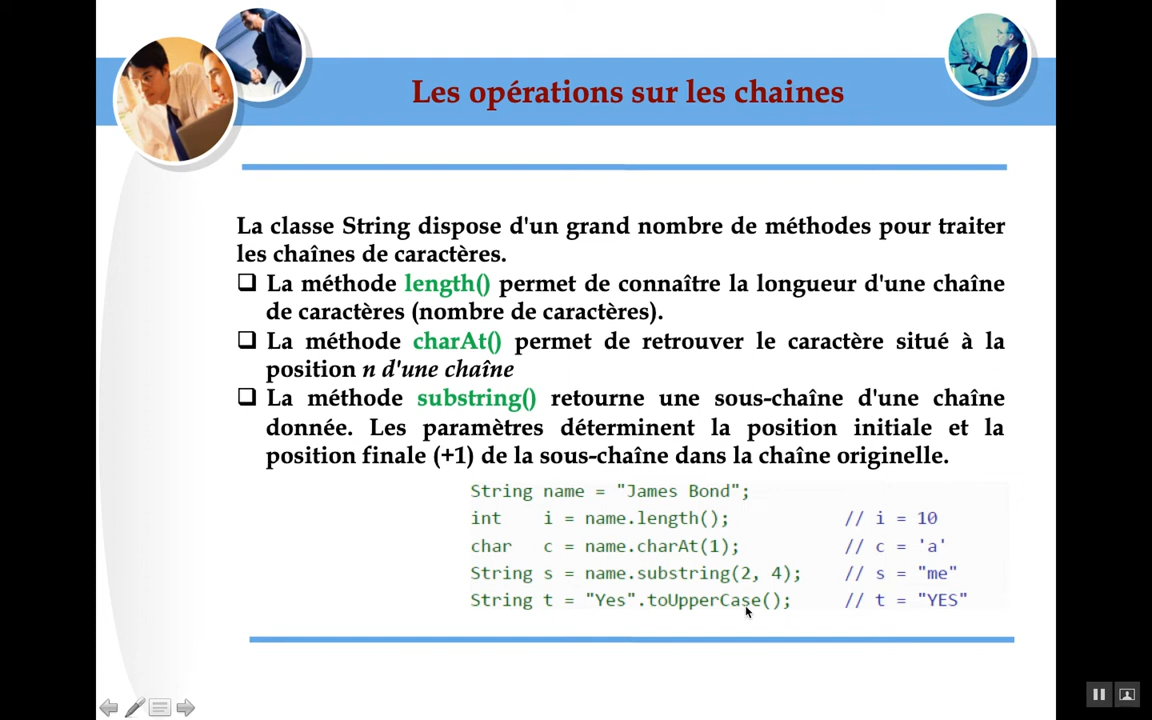 Les opérations sur les chaines
La classe String dispose d'un grand nombre de méthodes pour traiter
les chaînes de caractères.
❑ La méthode length() permet de connaître la longueur d'une chaîne
de caractères (nombre de caractères).
❑ La méthode charAt() permet de retrouver le caractère situé à la
position n d'une chaîne
❑ La méthode substring() retourne une sous-chaîne d'une chaîne
donnée. Les paramètres déterminent la position initiale et la
position finale (+1) de la sous-chaîne dans la chaîne originelle.
String name = "James Bond";
int i = name.length(); // i = 10
char c = name.charAt(1); // c = 'a'
String s = name.substring(2, 4); // s = "me"
String t = "Yes".toUpperCase(); // t = "YES"